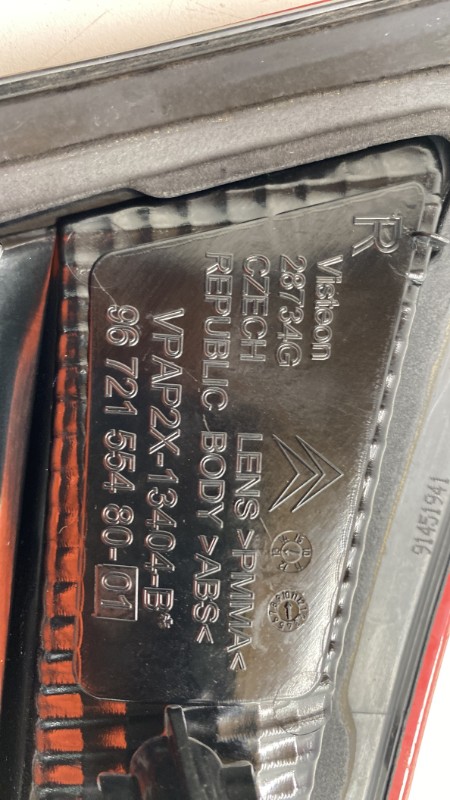 R
Visteon
28734G
CZECH
REPUBLIC
LENS >PMMA<
BODY >ABS<
VPAP2X-13404-B*
96 721 554 80-01
91451941